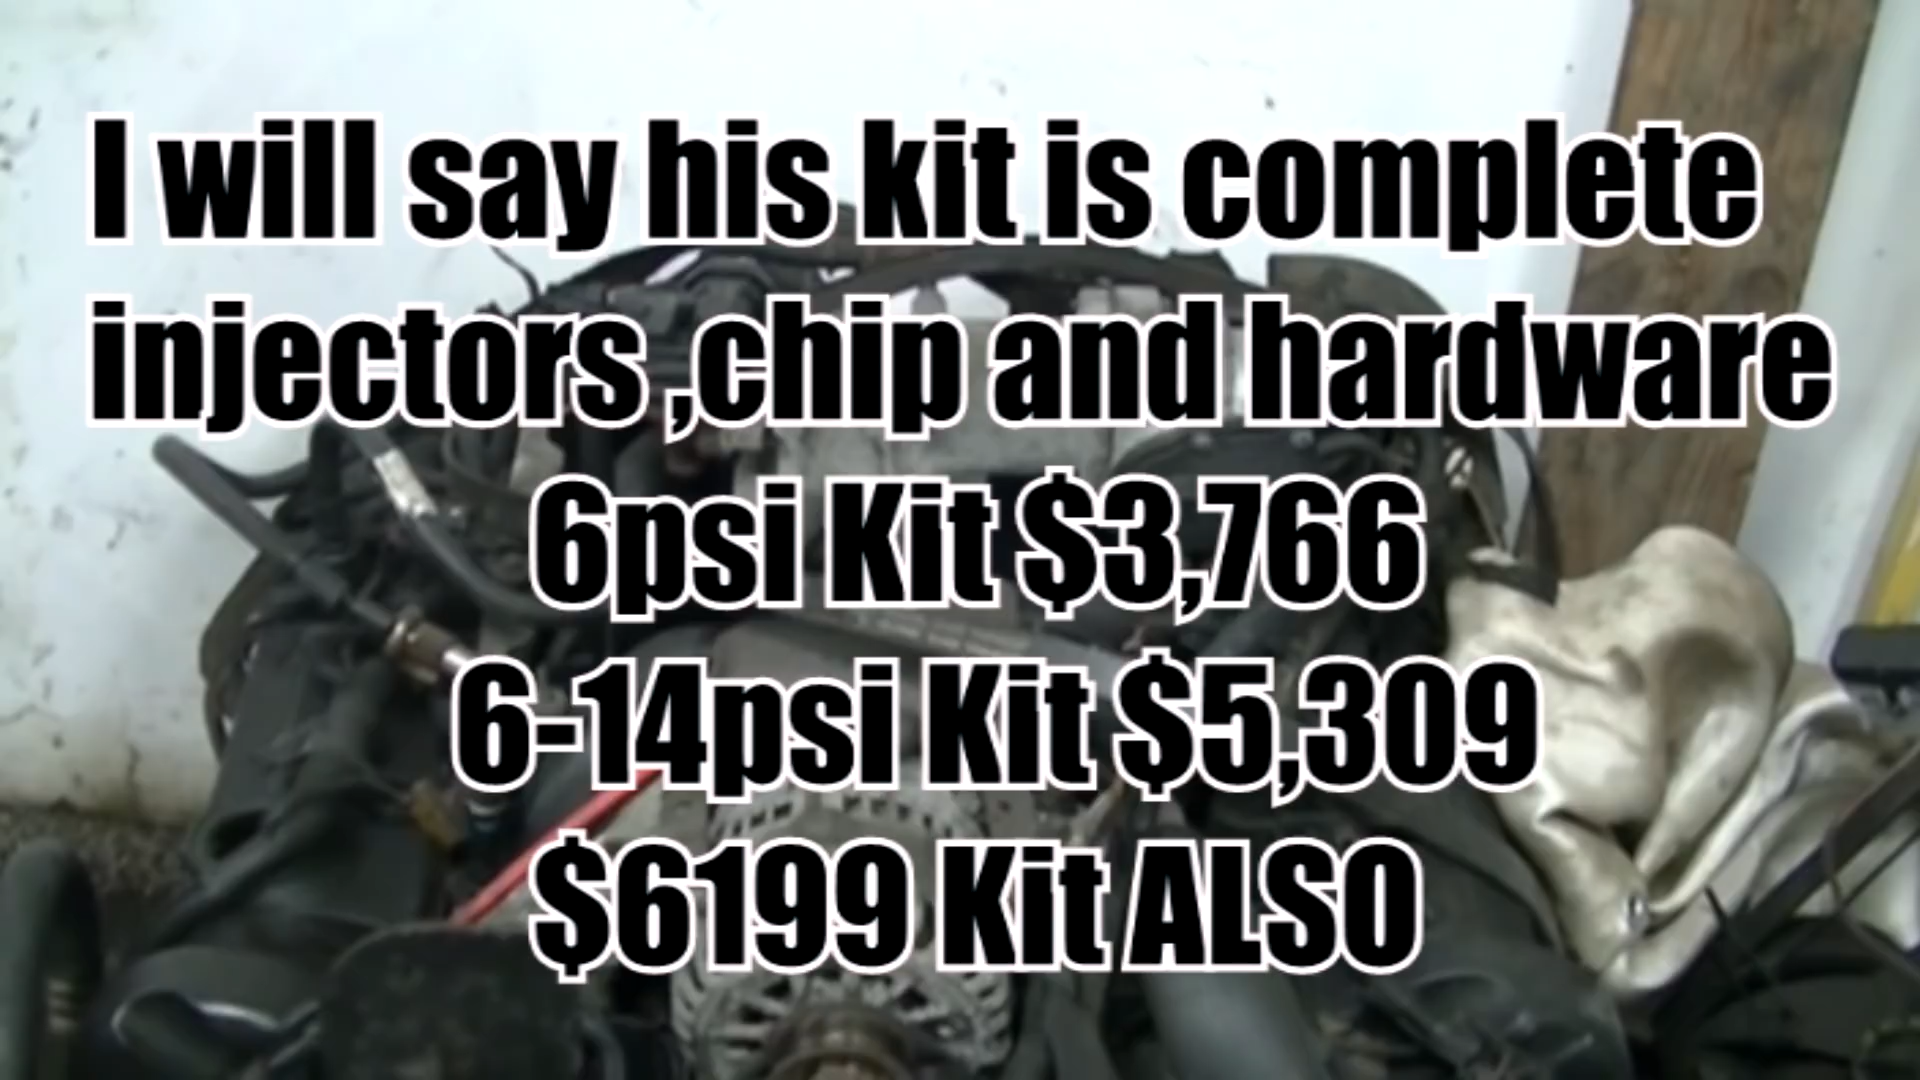 I will say his kit is complete
injectors ,chip and hardware
6psi Kit $3,766
6-14psi Kit $5,309
$6199 Kit ALSO